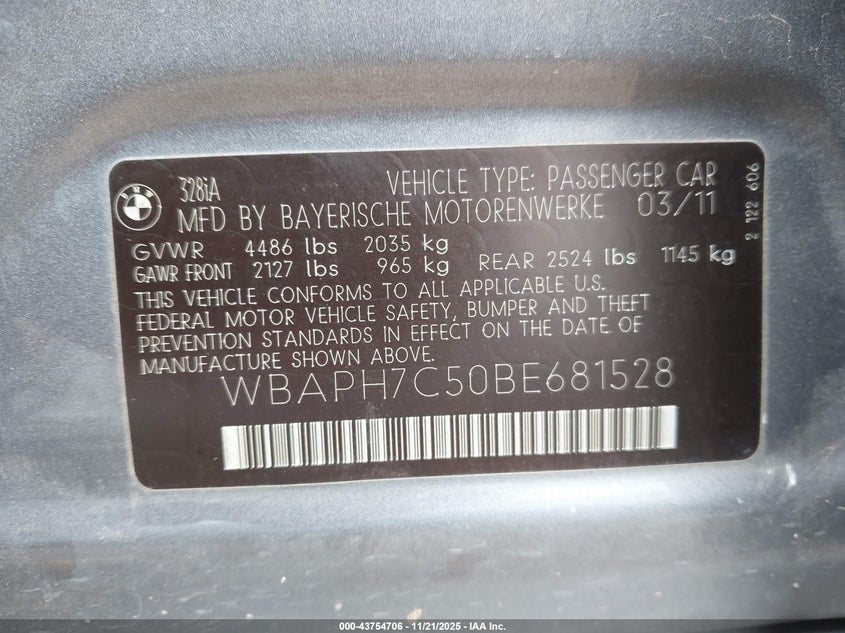 328iA VEHICLE TYPE: PASSENGER CAR
BMW MFD BY BAYERISCHE MOTORENWERKE 03/11
GVWR 4486 lbs 2035 kg
GAWR FRONT 2127 lbs 965 kg REAR 2524 lbs 1145 kg
THIS VEHICLE CONFORMS TO ALL APPLICABLE U.S.
FEDERAL MOTOR VEHICLE SAFETY, BUMPER AND THEFT
PREVENTION STANDARDS IN EFFECT ON THE DATE OF
MANUFACTURE SHOWN ABOVE.
WBAPH7C50BE681528
2 122 606
000-43754706 - 11/21/2025 - IAA Inc.